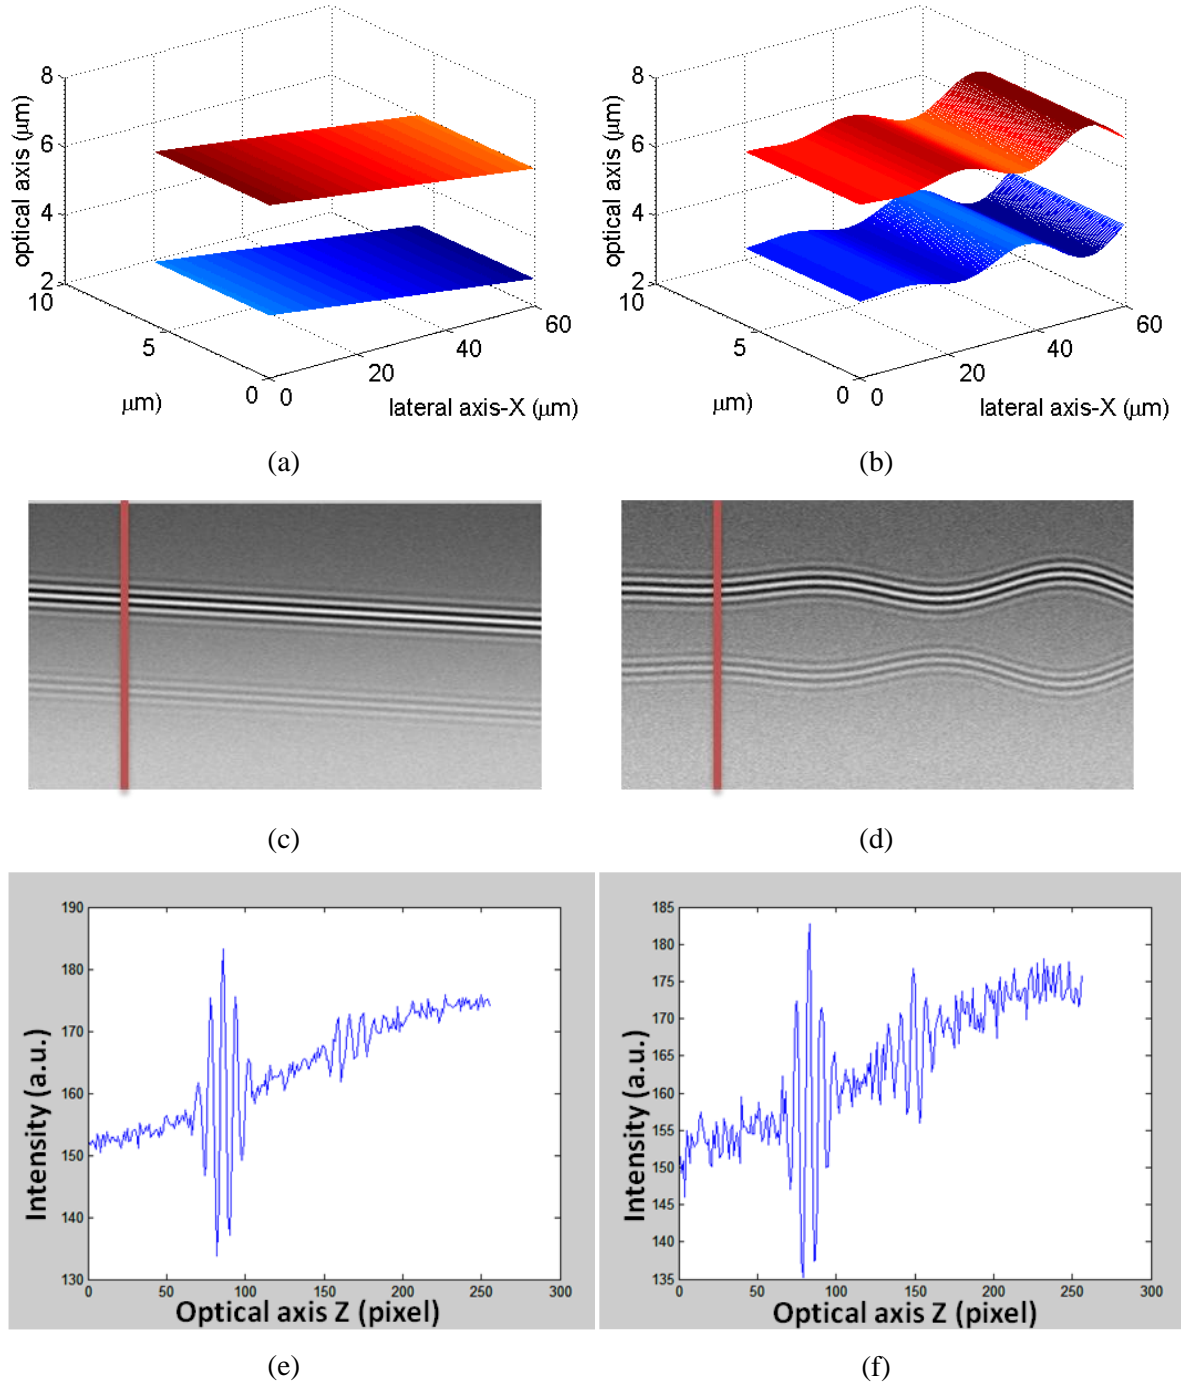 8
6
4
2
optical axis (μm)
10
5
0
μm)
0
20
40
60
lateral axis-X (μm)
(a)
8
6
4
2
optical axis (μm)
10
5
0
μm)
0
20
40
60
lateral axis-X (μm)
(b)
(c)
(d)
190
180
170
160
150
140
130
Intensity (a.u.)
0 50 100 150 200 250 300
Optical axis Z (pixel)
(e)
185
180
175
170
165
160
155
150
145
140
135
Intensity (a.u.)
0 50 100 150 200 250 300
Optical axis Z (pixel)
(f)